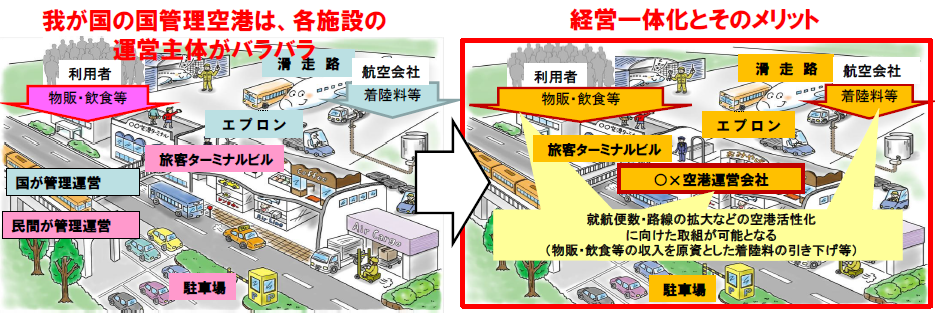 我が国の国管理空港は、各施設の
運営主体がバラバラ
利用者
滑走路
航空会社
物販・飲食等
着陸料等
エプロン
旅客ターミナルビル
国が管理運営
民間が管理運営
Air Cargo
駐車場
経営一体化とそのメリット
利用者
滑走路
航空会社
物販・飲食等
着陸料等
エプロン
旅客ターミナルビル
○×空港運営会社
就航便数・路線の拡大などの空港活性化
に向けた取組が可能となる
（物販・飲食等の収入を原資とした着陸料の引き下げ等）
駐車場